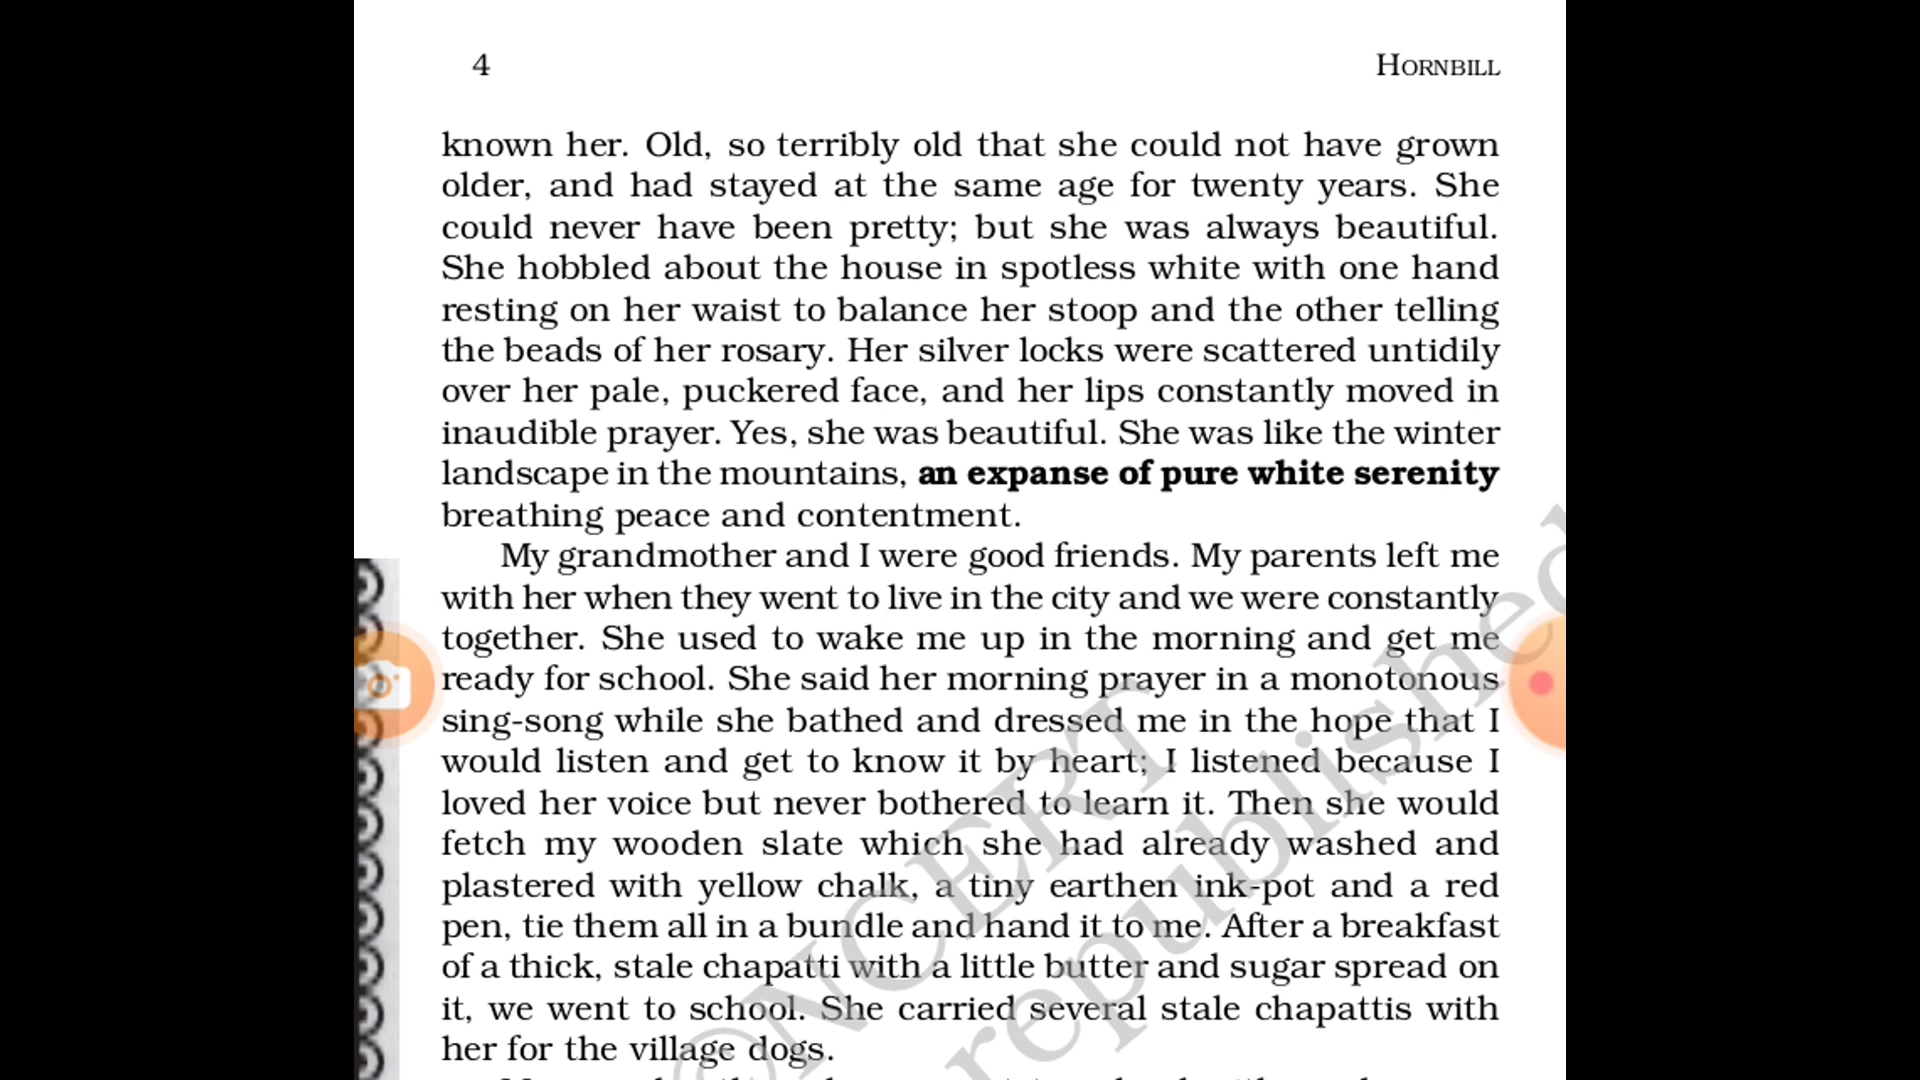 4 HORNBILL
known her. Old, so terribly old that she could not have grown
older, and had stayed at the same age for twenty years. She
could never have been pretty; but she was always beautiful.
She hobbled about the house in spotless white with one hand
resting on her waist to balance her stoop and the other telling
the beads of her rosary. Her silver locks were scattered untidily
over her pale, puckered face, and her lips constantly moved in
inaudible prayer. Yes, she was beautiful. She was like the winter
landscape in the mountains, an expanse of pure white serenity
breathing peace and contentment.
My grandmother and I were good friends. My parents left me
with her when they went to live in the city and we were constantly
together. She used to wake me up in the morning and get me
ready for school. She said her morning prayer in a monotonous
sing-song while she bathed and dressed me in the hope that I
would listen and get to know it by heart; I listened because I
loved her voice but never bothered to learn it. Then she would
fetch my wooden slate which she had already washed and
plastered with yellow chalk, a tiny earthen ink-pot and a red
pen, tie them all in a bundle and hand it to me. After a breakfast
of a thick, stale chapatti with a little butter and sugar spread on
it, we went to school. She carried several stale chapattis with
her for the village dogs.
©NCERT
republished